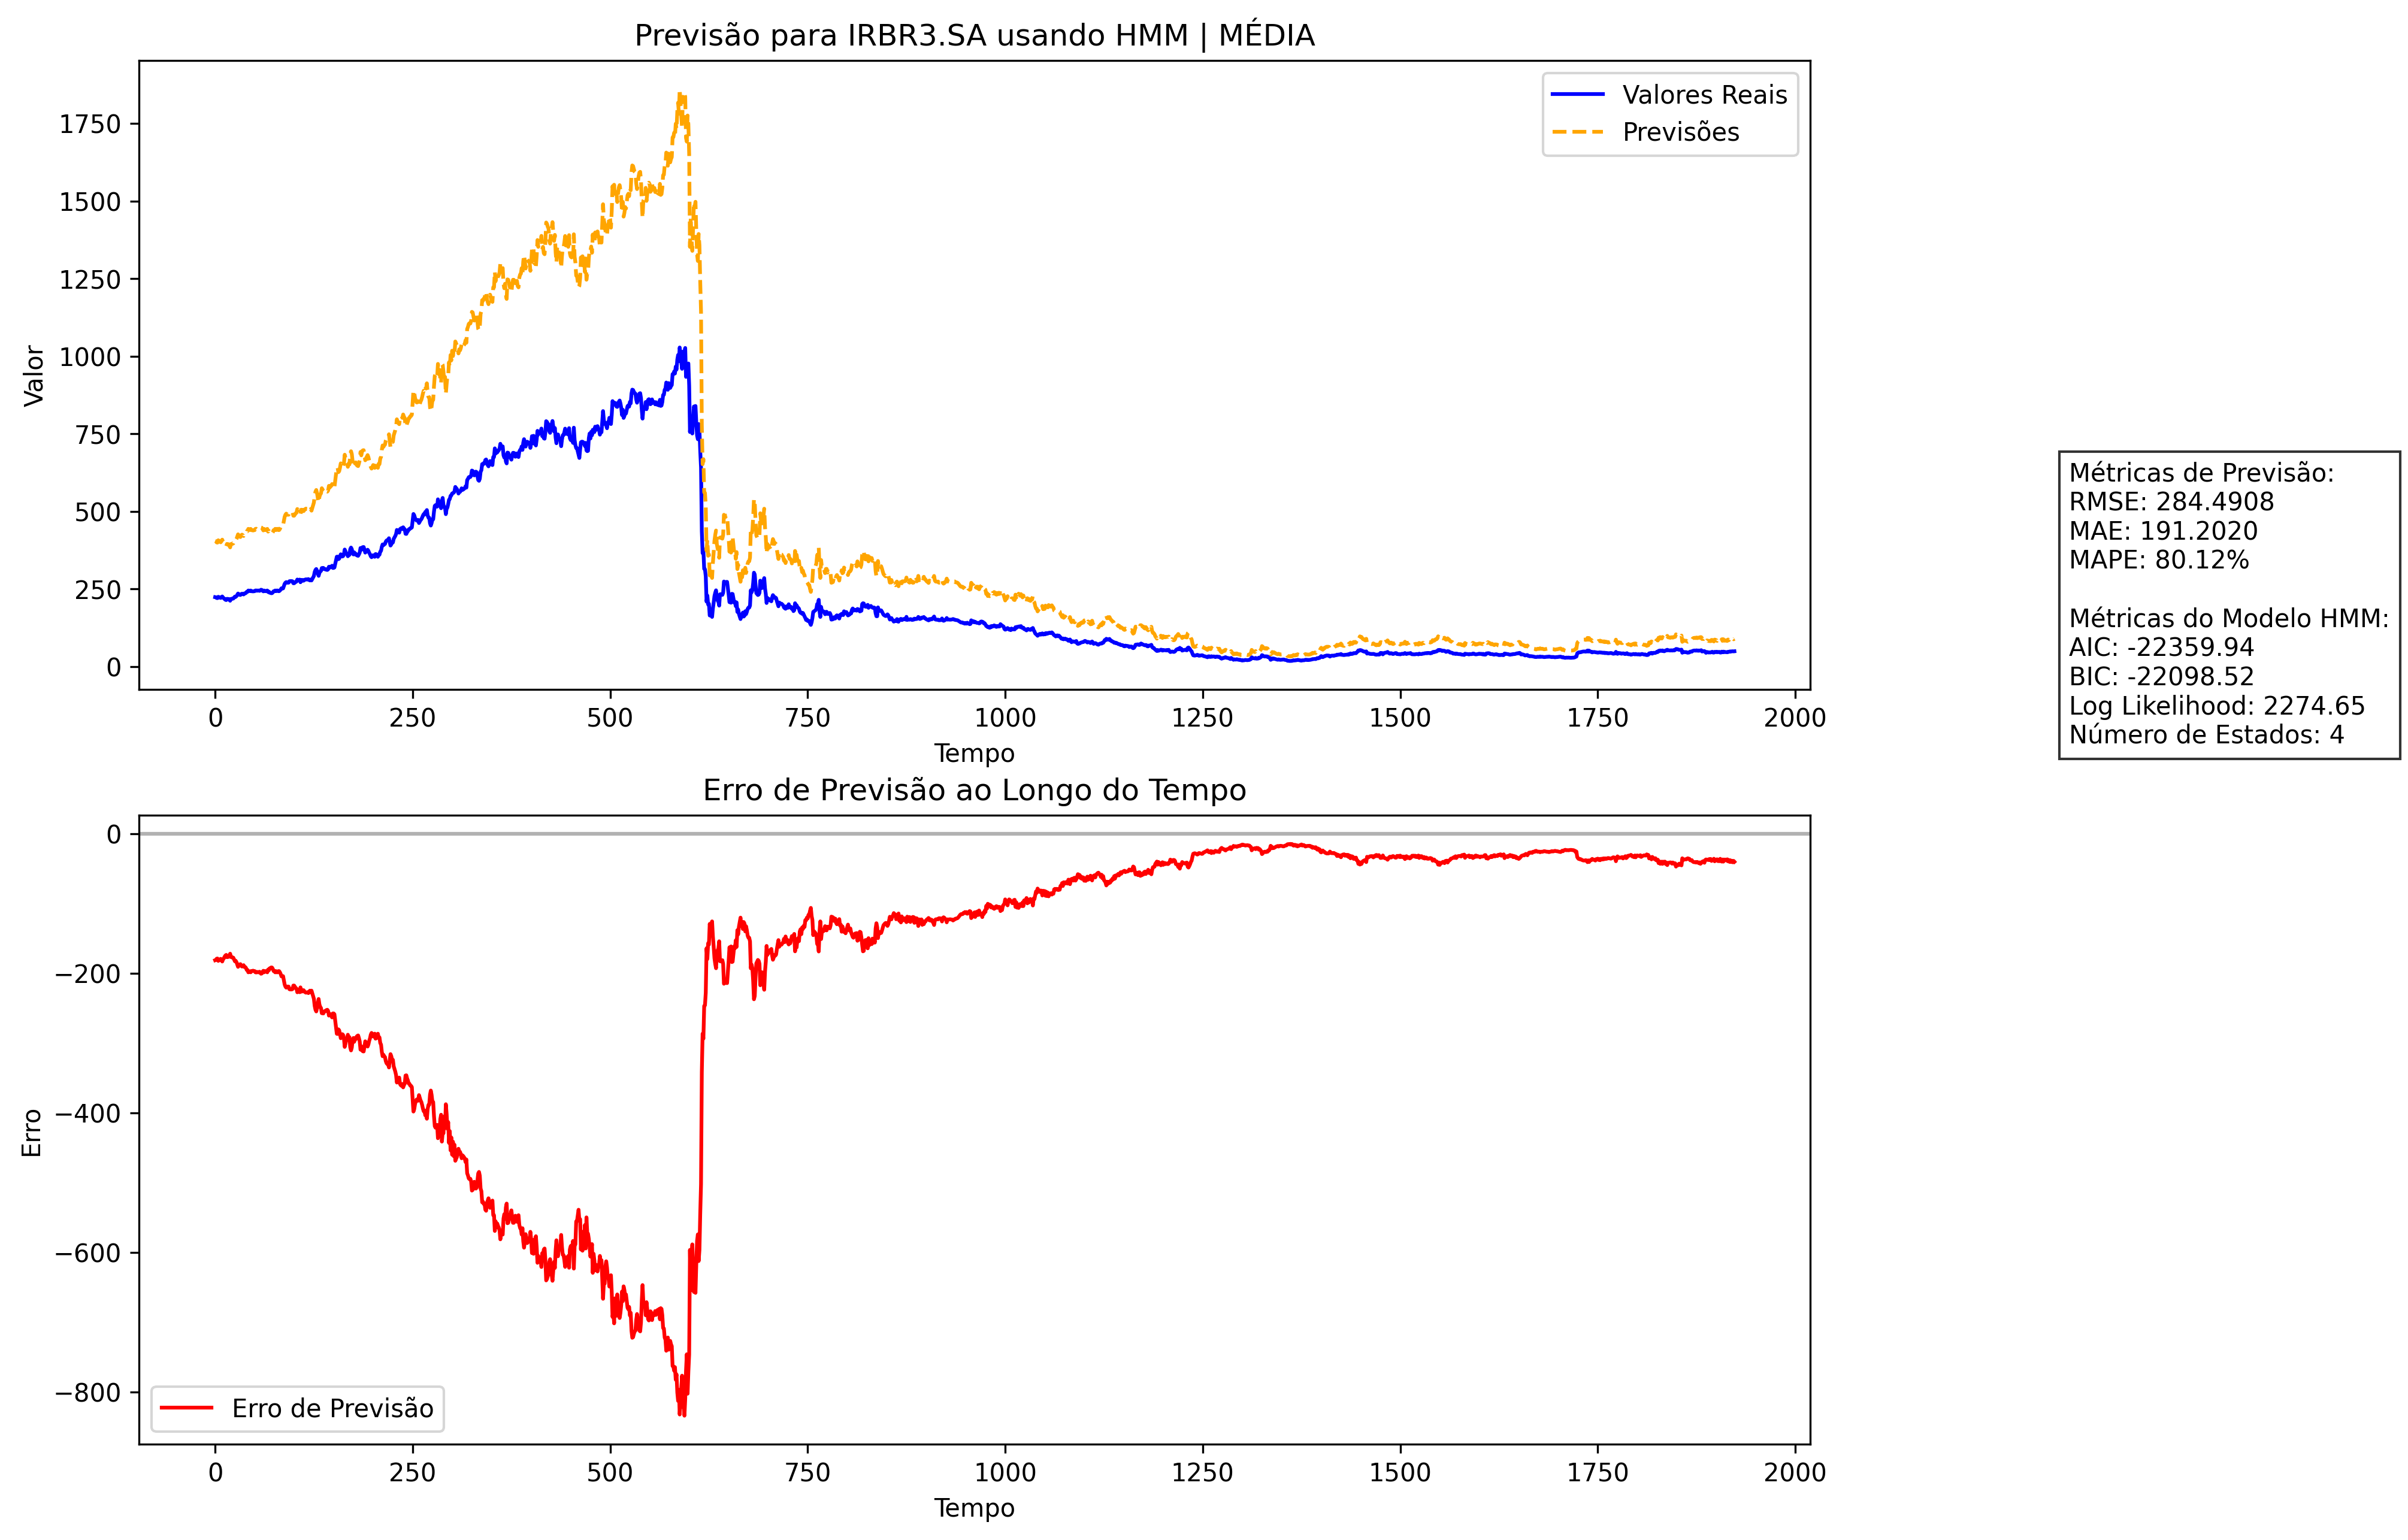 Previsão para IRBR3.SA usando HMM | MÉDIA
Valores Reais
Previsões
Valor
1750
1500
1250
1000
750
500
250
0
0 250 500 750 1000 1250 1500 1750 2000
Tempo
Métricas de Previsão:
RMSE: 284.4908
MAE: 191.2020
MAPE: 80.12%
Métricas do Modelo HMM:
AIC: -22359.94
BIC: -22098.52
Log Likelihood: 2274.65
Número de Estados: 4
Erro de Previsão ao Longo do Tempo
Erro
0
−200
−400
−600
−800
Erro de Previsão
0 250 500 750 1000 1250 1500 1750 2000
Tempo